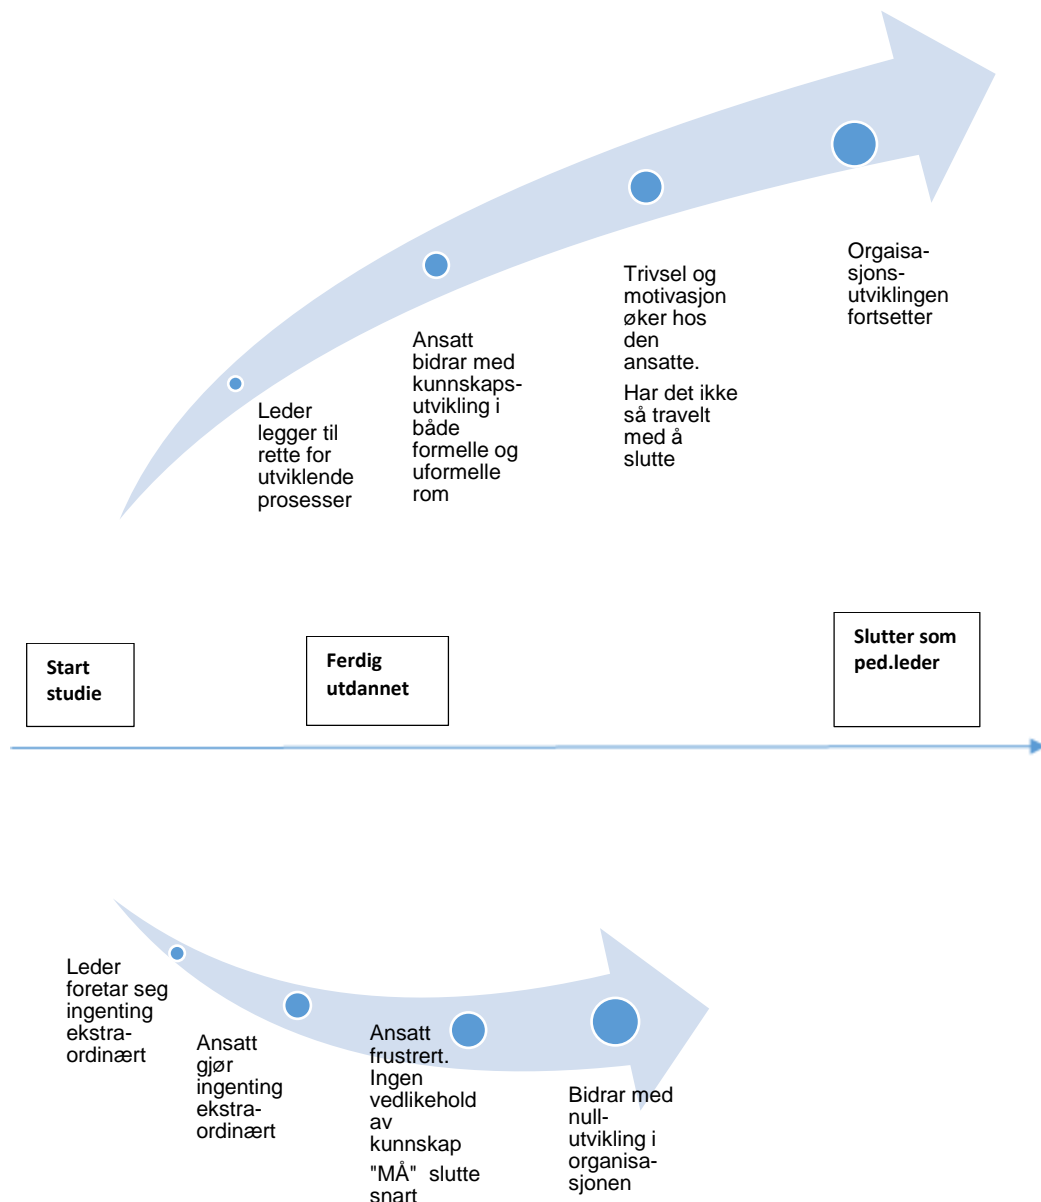 Leder
legger til
rette for
utviklende
prosesser
Ansatt
bidrar med
kunnskaps-
utvikling i
både
formelle og
uformelle
rom
Trivsel og
motivasjon
øker hos
den
ansatte.
Har det ikke
så travelt
med å
slutte
Orgaisa-
sjons-
utviklingen
fortsetter
Start
studie
Ferdig
utdannet
Slutter som
ped.leder
Leder
foretar seg
ingenting
ekstra-
ordinært
Ansatt
gjør
ingenting
ekstra-
ordinært
Ansatt
frustrert.
Ingen
vedlikehold
av
kunnskap
"MÅ" slutte
snart
Bidrar med
null-
utvikling i
organisa-
sjonen